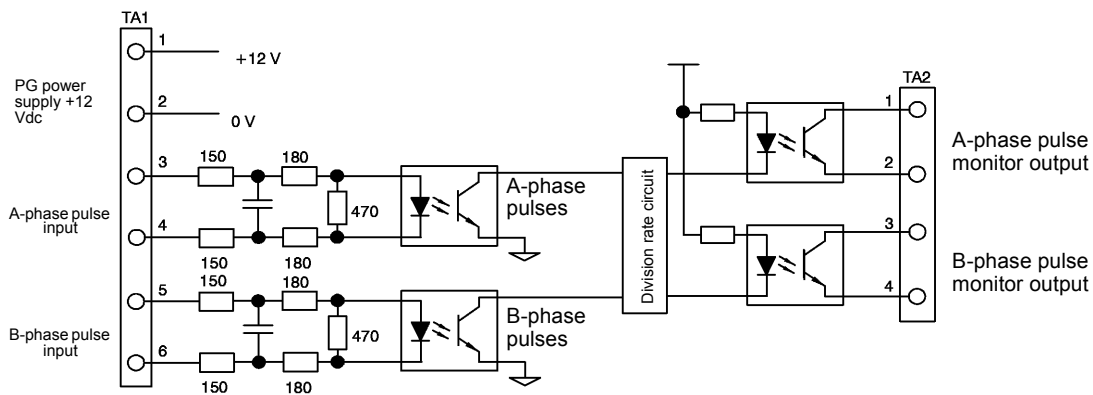 TA1
1
+12 V
PG power
supply +12
Vdc
2
0 V
3
150
180
A-phase pulse
input
470
4
150
180
A-phase
pulses
5
150
180
B-phase pulse
input
470
6
150
180
B-phase
pulses
Division rate circuit
TA2
1
2
A-phase pulse
monitor output
3
4
B-phase pulse
monitor output